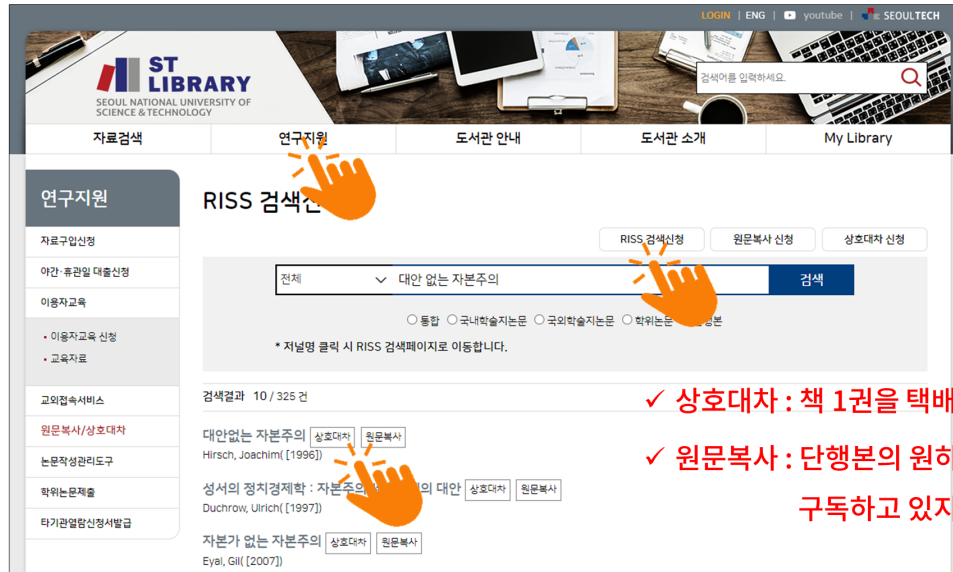 LOGIN | ENG | youtube | SEOULTECH
ST
LIBRARY
SEOUL NATIONAL UNIVERSITY OF
SCIENCE & TECHNOLOGY
검색어를 입력하세요.
자료검색 연구지원 도서관 안내 도서관 소개 My Library
연구지원
자료구입신청
야간·휴관일 대출신청
이용자교육
• 이용자교육 신청
• 교육자료
교외접속서비스
원문복사/상호대차
논문작성관리도구
학위논문제출
타기관열람신청서발급
RISS 검색신
RISS 검색신청 원문복사 신청 상호대차 신청
전체 대안 없는 자본주의 검색
통합 국내학술지논문 국외학술지논문 학위논문
* 저널명 클릭 시 RISS 검색페이지로 이동합니다.
검색결과 10 / 325 건
대안없는 자본주의 상호대차 원문복사
Hirsch, Joachim( [1996])
성서의 정치경제학 : 자본주의 의 대안 상호대차 원문복사
Duchrow, Ulrich( [1997])
자본가 없는 자본주의 상호대차 원문복사
Eyal, Gil( [2007])
✓ 상호대차 : 책 1권을 택배
✓ 원문복사 : 단행본의 원하
구독하고 있지